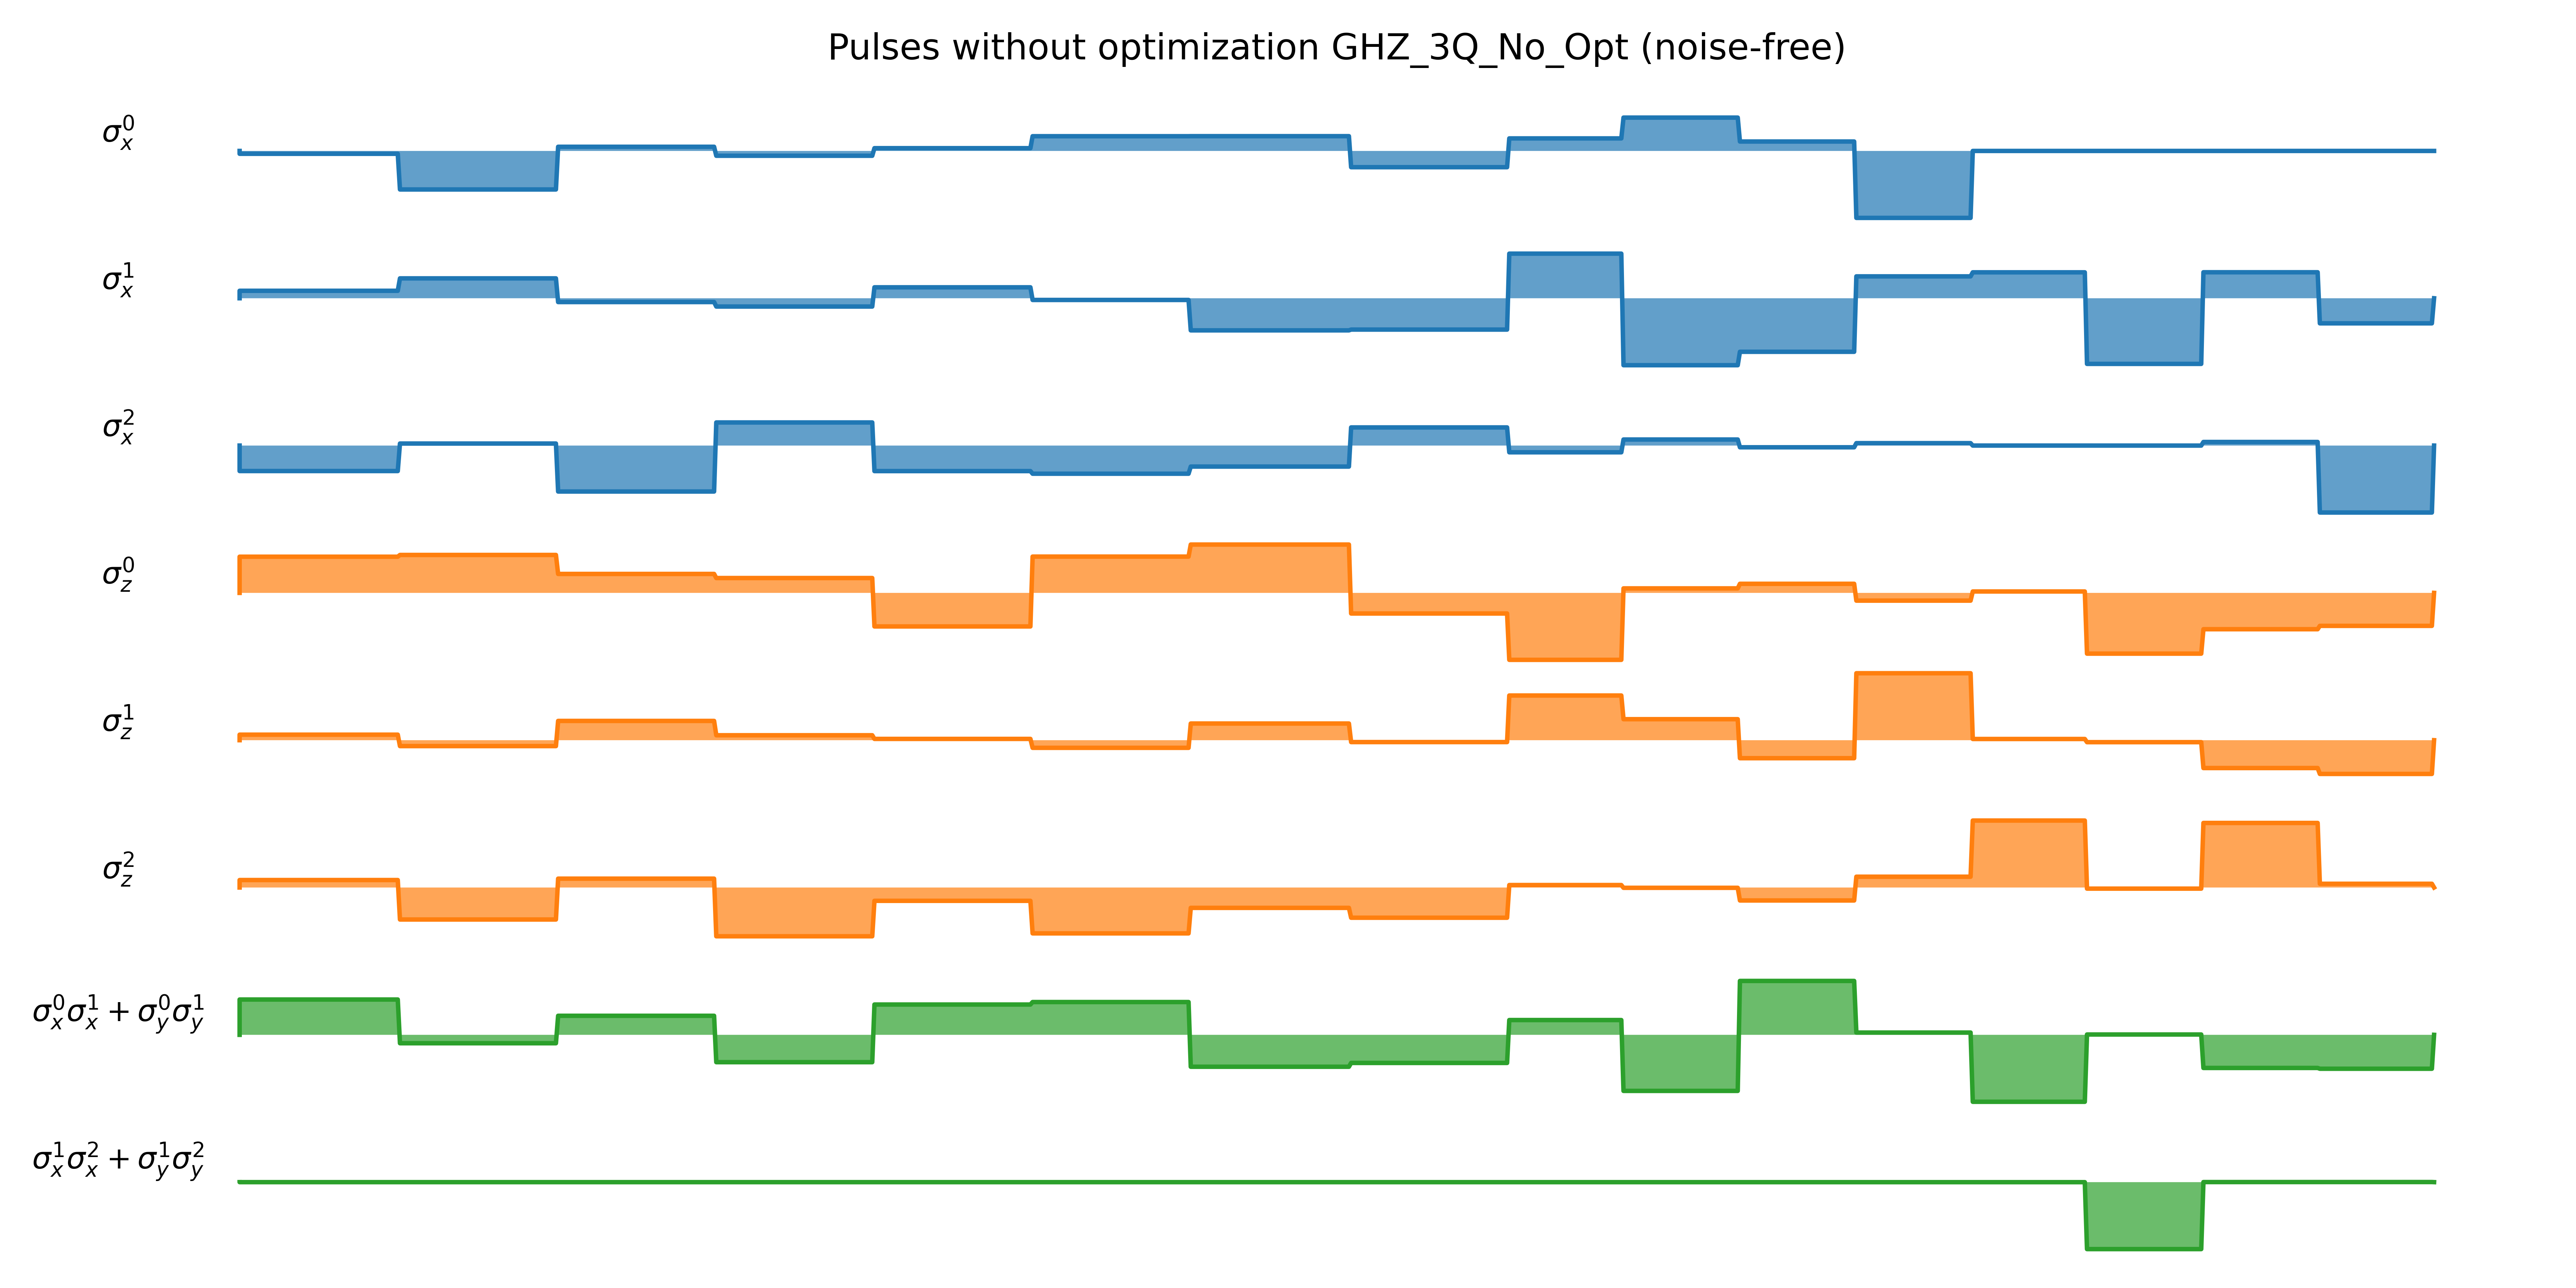 Pulses without optimization GHZ_3Q_No_Opt (noise-free)
σ_x^0
σ_x^1
σ_x^2
σ_z^0
σ_z^1
σ_z^2
σ_x^0σ_x^1 + σ_y^0σ_y^1
σ_x^1σ_x^2 + σ_y^1σ_y^2